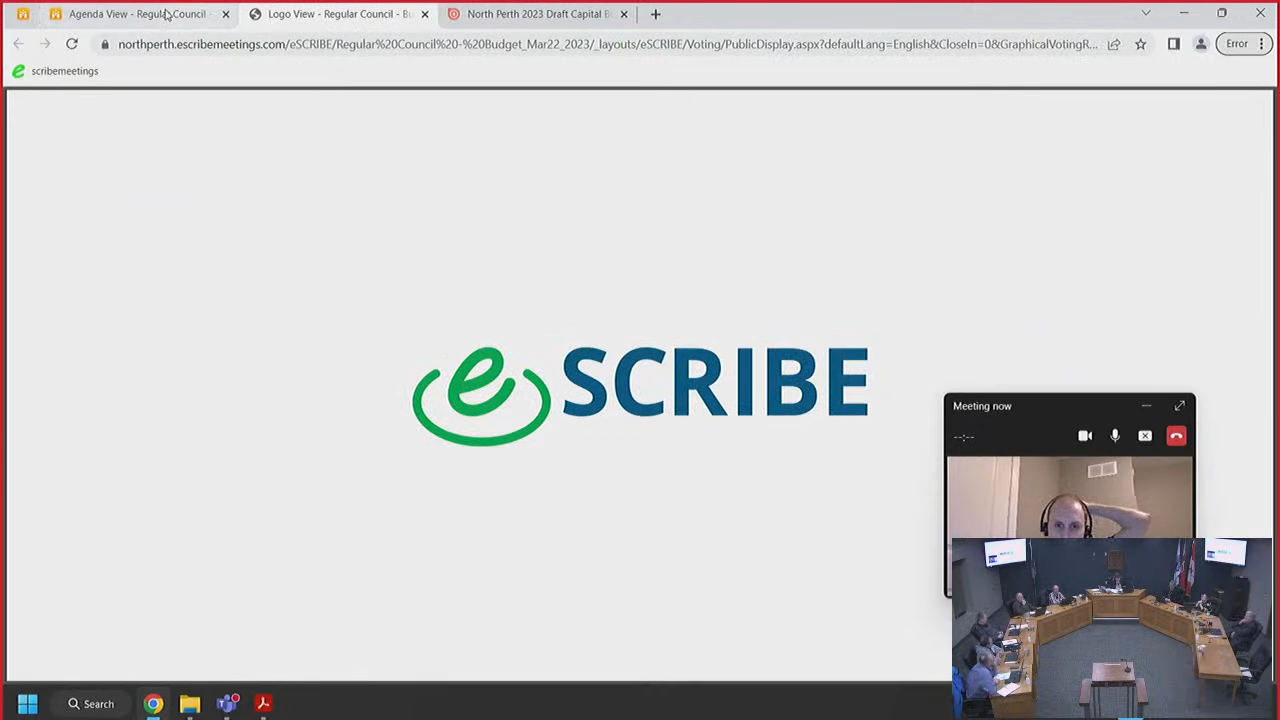 Agenda View - Regular Council -
Logo View - Regular Council - Bu
North Perth 2023 Draft Capital Bu
northperth.escribemeetings.com/eSCRIBE/Regular%20Council%20-%20Budget_Mar22_2023/_layouts/eSCRIBE/Voting/PublicDisplay.aspx?defaultLang=English&CloseIn=0&GraphicalVotingR...
Error
scribemeetings
eSCRIBE
Meeting now
--:--
Search